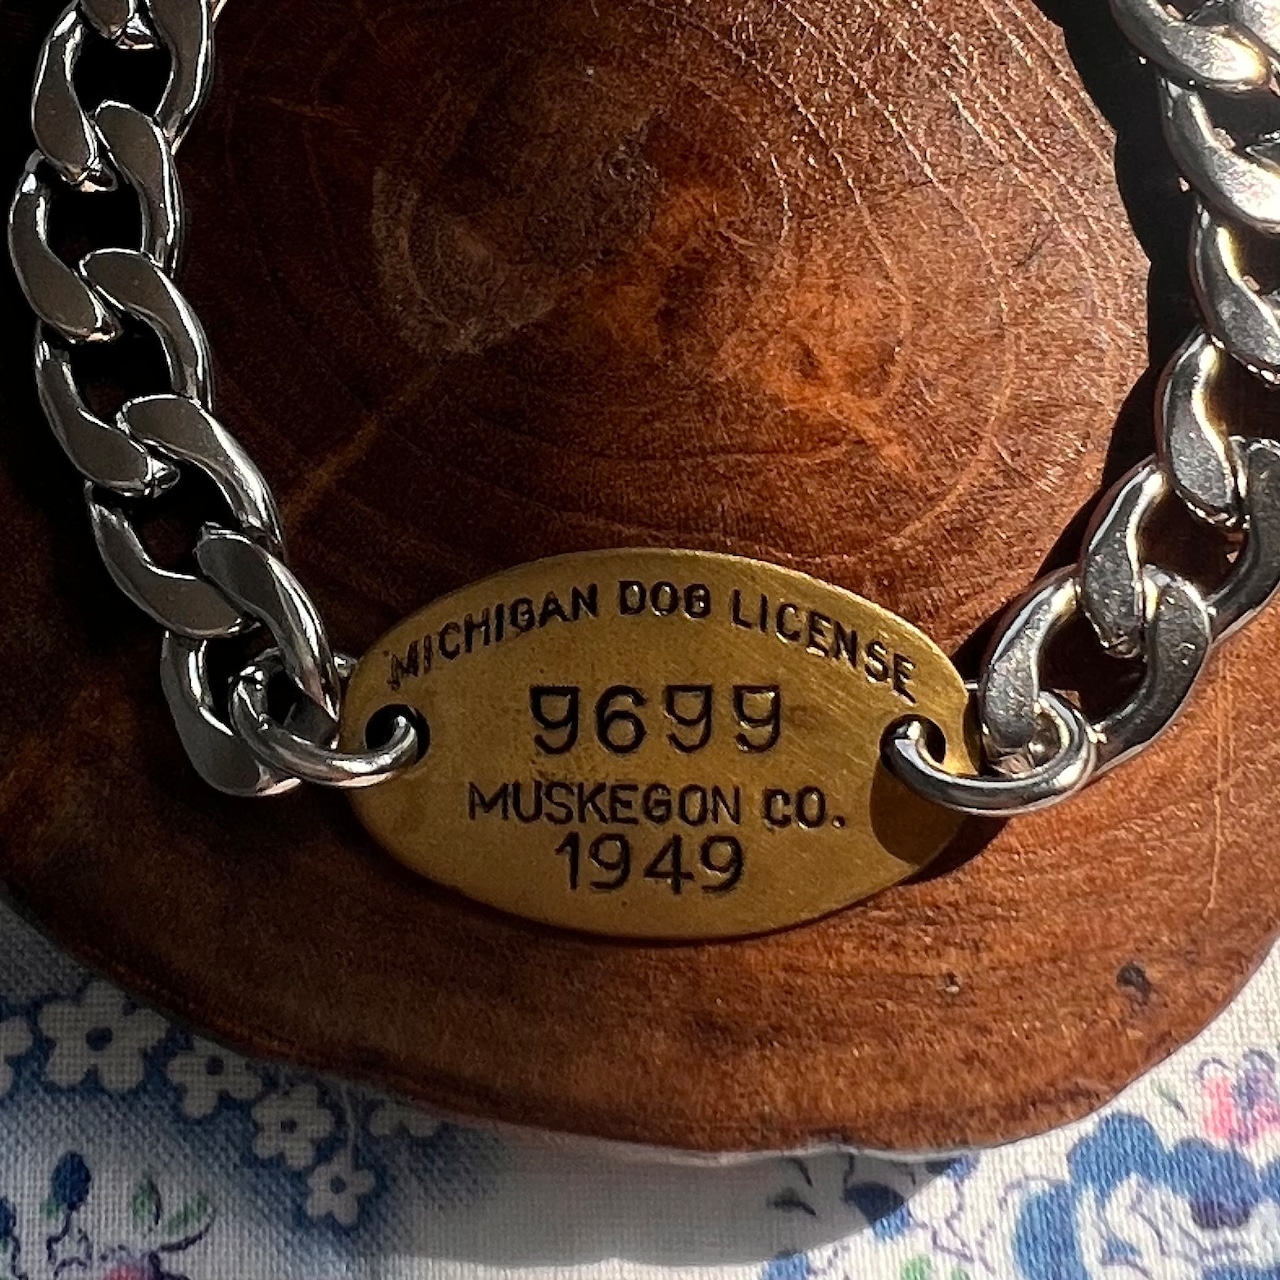 MICHIGAN DOG LICENSE
9699
MUSKEGON CO.
1949